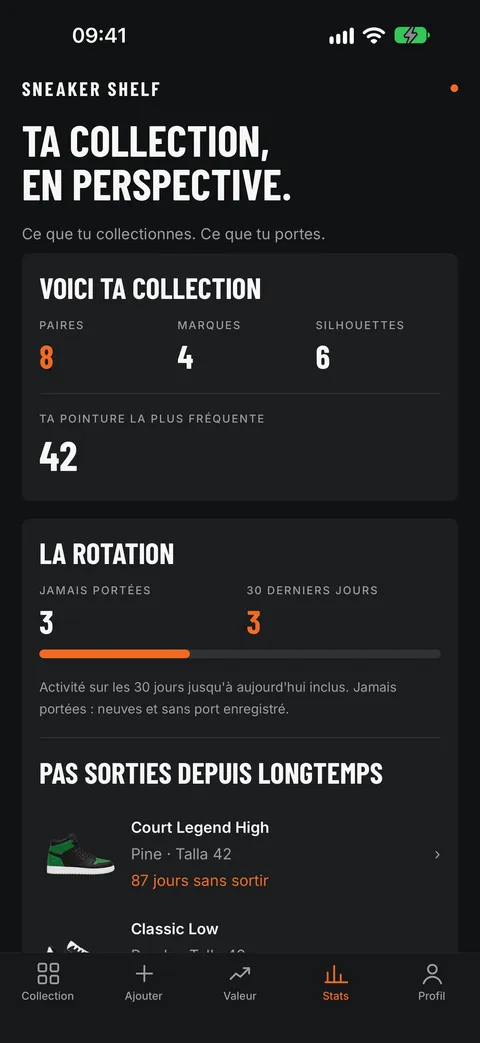 09:41
SNEAKER SHELF
TA COLLECTION,
EN PERSPECTIVE.
Ce que tu collectionnes. Ce que tu portes.
VOICI TA COLLECTION
PAIRES MARQUES SILHOUETTES
8 4 6
TA POINTURE LA PLUS FRÉQUENTE
42
LA ROTATION
JAMAIS PORTÉES 30 DERNIERS JOURS
3 3
Activité sur les 30 jours jusqu'à aujourd'hui inclus. Jamais
portées : neuves et sans port enregistré.
PAS SORTIES DEPUIS LONGTEMPS
Court Legend High
Pine · Talla 42
87 jours sans sortir
Classic Low
Collection Ajouter Valeur Stats Profil